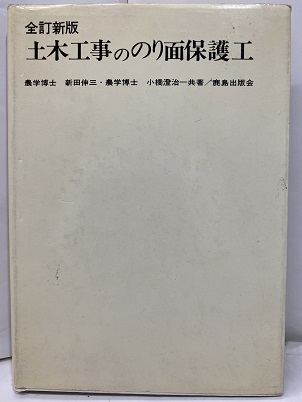 全訂新版
土木工事ののり面保護工
農学博士 新田伸三・農学博士 小橋澄治一共著／鹿島出版会